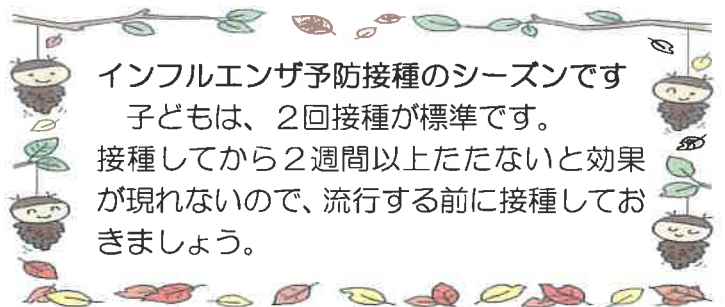 インフルエンザ予防接種のシーズンです
　子どもは、２回接種が標準です。
接種してから２週間以上たたないと効果
が現れないので、流行する前に接種してお
きましょう。